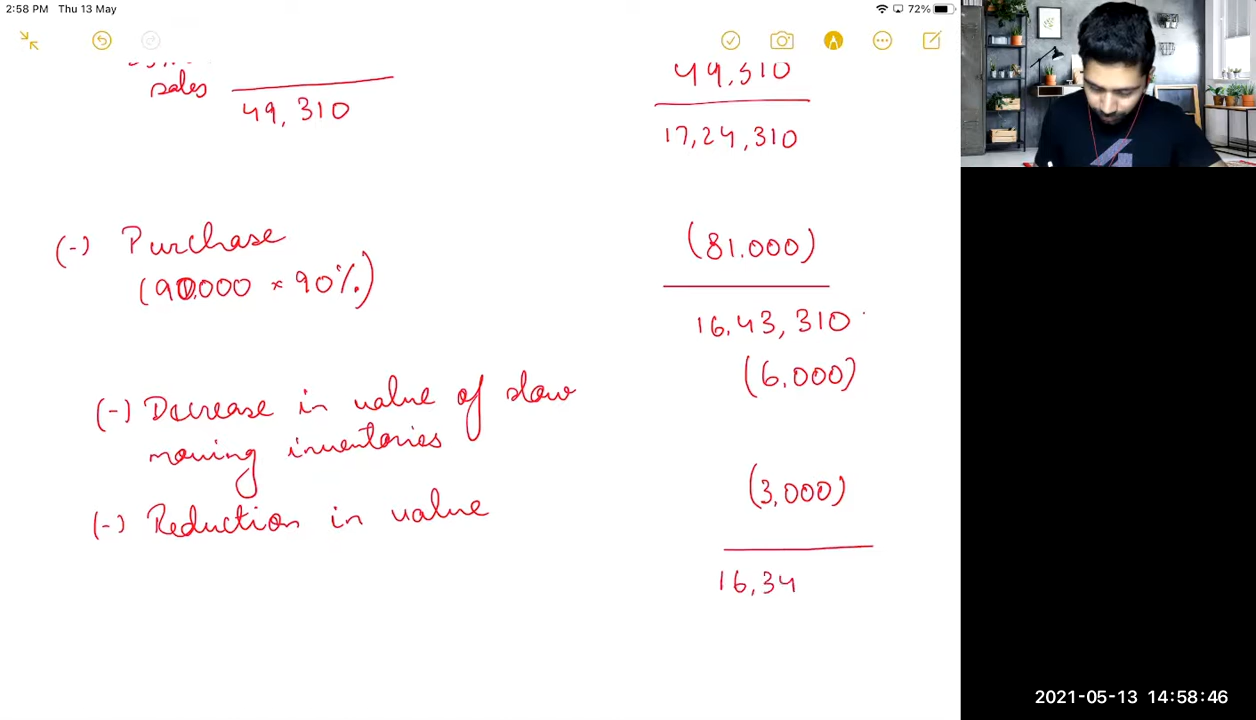 2:58 PM Thu 13 May
72%
49,310
sales
49,310
17,24,310
(-) Purchase
(81.000)
(90,000 × 90%)
16,43,310
(6.000)
(-) Decrease in value of slow
moving inventories
(3,000)
(-) Reduction in value
16,34
2021-05-13 14:58:46